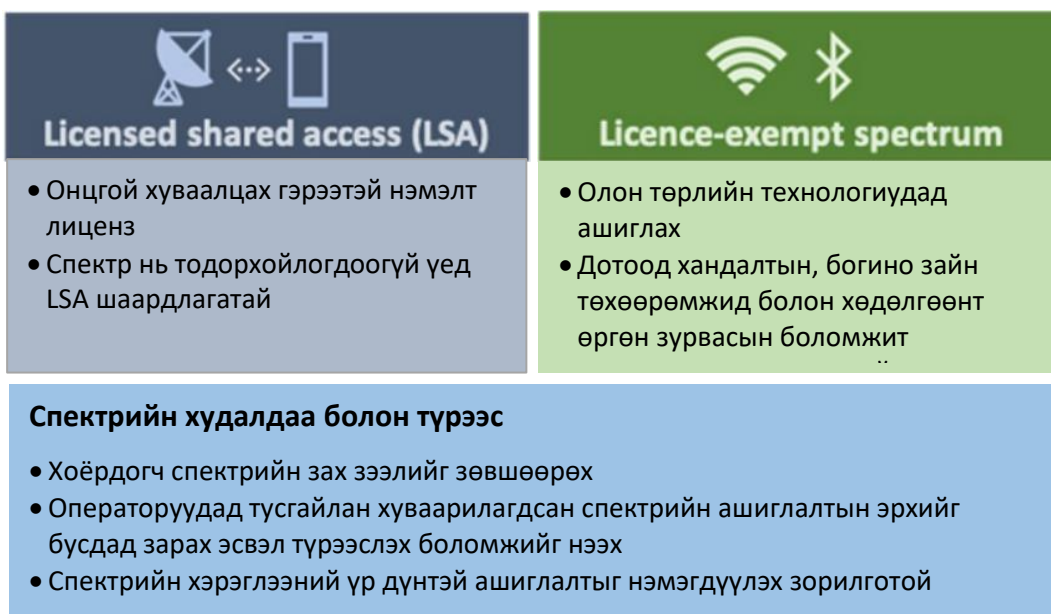 Licensed shared access (LSA)
• Онцгой хуваалцах гэрээтэй нэмэлт
лиценз
• Спектр нь тодорхойлогдоогүй үед
LSA шаардлагатай
Licence-exempt spectrum
• Олон төрлийн технологиудад
ашиглах
• Дотоод хандалтын, богино зайн
төхөөрөмжид болон хөдөлгөөнт
өргөн зурвасын боломжит
Спектрийн худалдаа болон түрээс
• Хоёрдогч спектрийн зах зээлийг зөвшөөрөх
• Операторуудад тусгайлан хуваарилагдсан спектрийн ашиглалтын эрхийг
бусдад зарах эсвэл түрээслэх боломжийг нээх
• Спектрийн хэрэглээний үр дүнтэй ашиглалтыг нэмэгдүүлэх зорилготой